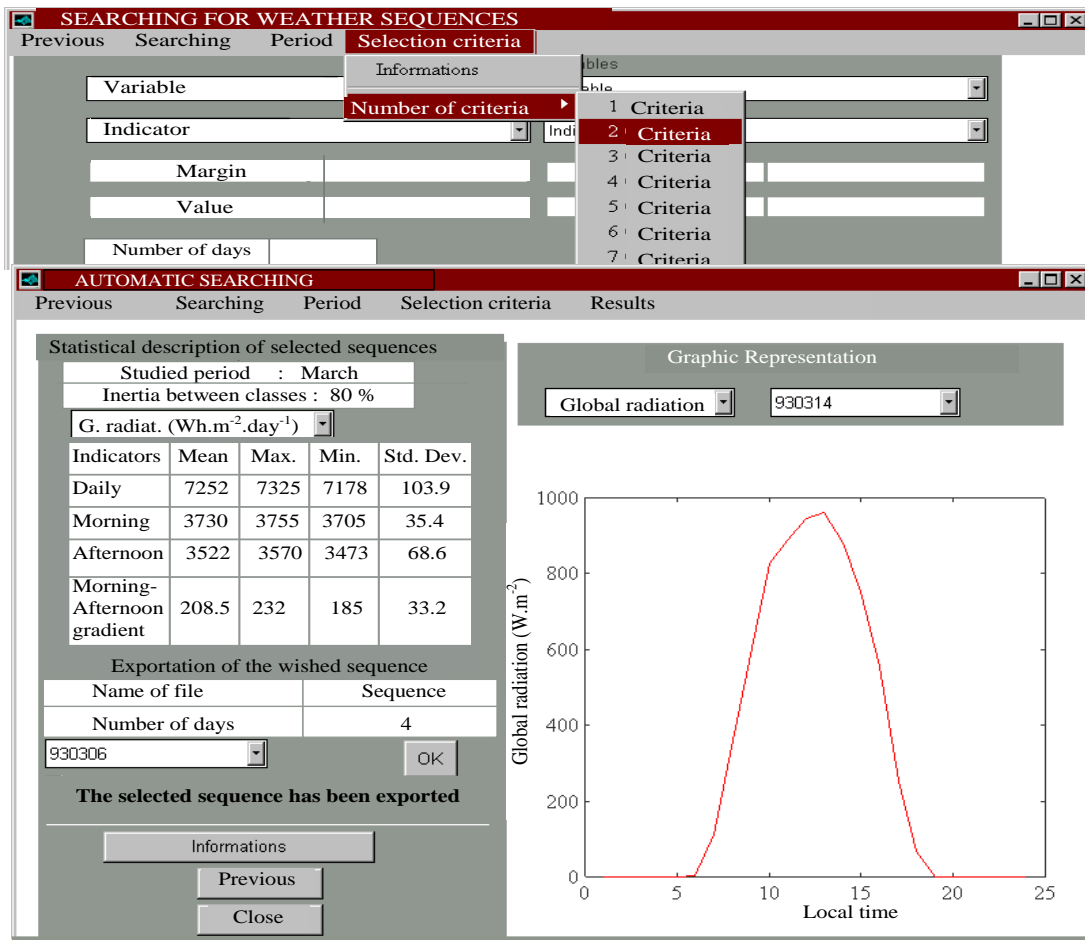 SEARCHING FOR WEATHER SEQUENCES
Previous Searching Period Selection criteria
Informations
Variable
Number of criteria
1 Criteria
Indicator
2 Criteria
3 Criteria
Margin
4 Criteria
Value
5 Criteria
6 Criteria
Number of days
7 Criteria
AUTOMATIC SEARCHING
Previous Searching Period Selection criteria Results
Statistical description of selected sequences
Studied period : March
Inertia between classes : 80 %
G. radiat. (Wh.m-2.day-1)
Indicators Mean Max. Min. Std. Dev.
Daily 7252 7325 7178 103.9
Morning 3730 3755 3705 35.4
Afternoon 3522 3570 3473 68.6
Morning-
Afternoon 208.5 232 185 33.2
gradient
Exportation of the wished sequence
Name of file Sequence
Number of days 4
930306 OK
The selected sequence has been exported
Informations
Previous
Close
Graphic Representation
Global radiation 930314
Global radiation (W.m-2)
1000
800
600
400
200
0
0 5 10 15 20 25
Local time